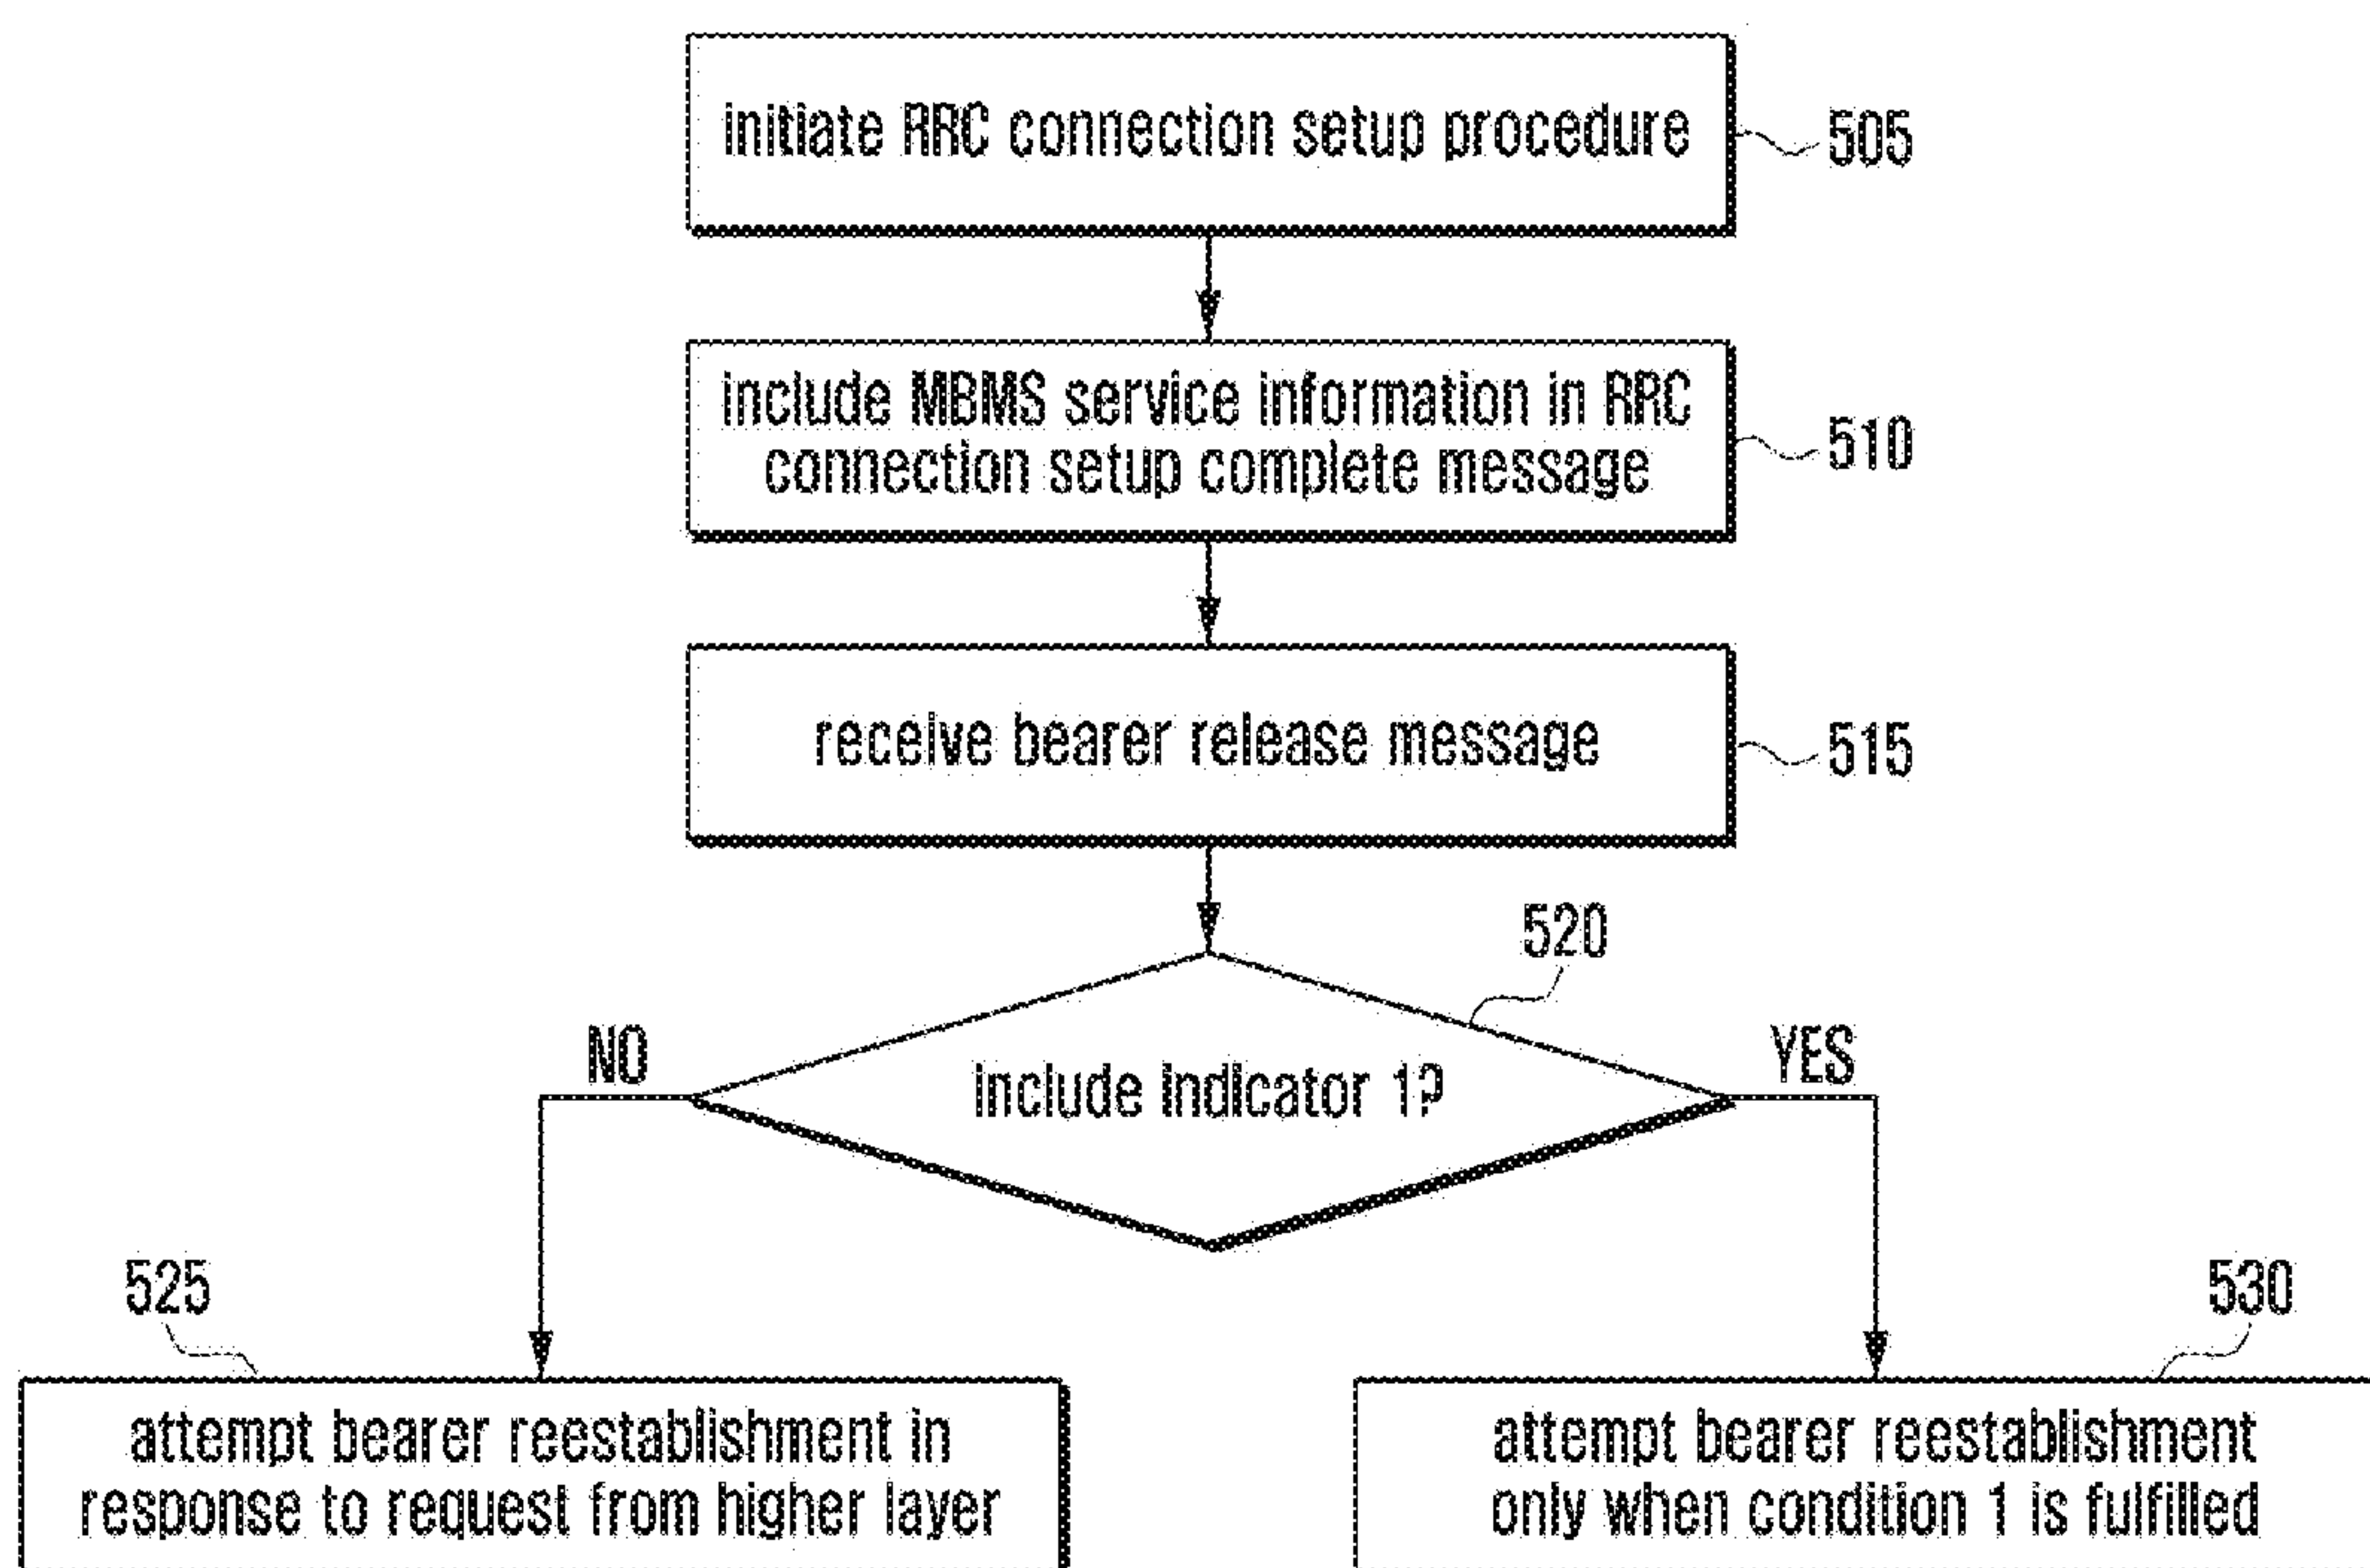 initiate RRC connection setup procedure
505
include MBMS service information in RRC
connection setup complete message
510
receive bearer release message
515
520
NO
include indicator 1?
YES
525
530
attempt bearer reestablishment in
response to request from higher layer
attempt bearer reestablishment
only when condition 1 is fulfilled